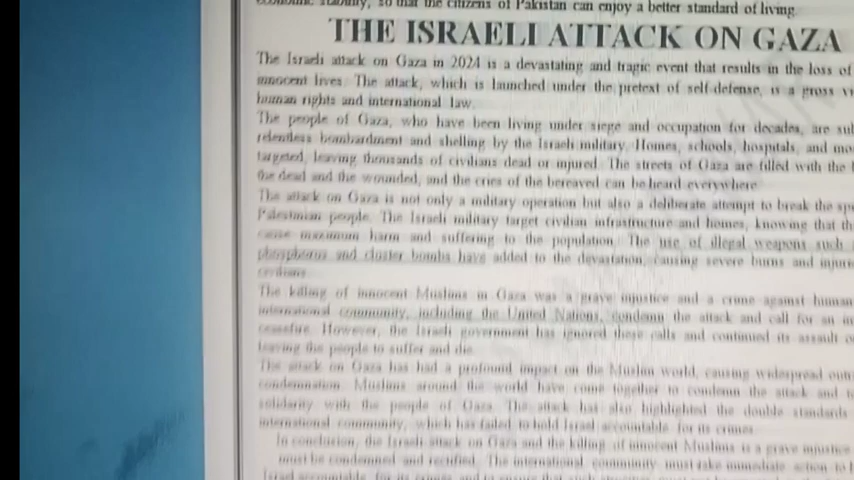 economic stability, so that the citizens of Pakistan can enjoy a better standard of living.
THE ISRAELI ATTACK ON GAZA
The Israeli attack on Gaza in 2024 is a devastating and tragic event that results in the loss of
innocent lives. The attack, which is launched under the pretext of self-defense, is a gross
human rights and international law.
The people of Gaza, who have been living under siege and occupation for decades, are
relentless bombardment and shelling by the Israeli military. Homes, schools, hospitals, and
targeted, leaving thousands of civilians dead or injured. The streets of Gaza are filled with the
the dead and the wounded, and the cries of the bereaved can be heard everywhere.
The attack on Gaza is not only a military operation but also a deliberate attempt to break the
Palestinian people. The Israeli military target civilian infrastructure and homes, knowing that
cause maximum harm and suffering to the population. The use of illegal weapons such
phosphorus and cluster bombs have added to the devastation, causing severe burns and
civilians.
The killing of innocent Muslims in Gaza was a grave injustice and a crime against
international community, including the United Nations, condemn the attack and call for an
ceasefire. However, the Israeli government has ignored these calls and continued its assault
leaving the people to suffer and die.
The attack on Gaza has had a profound impact on the Muslim world, causing widespread
condemnation. Muslims around the world have come together to condemn the attack and
solidarity with the people of Gaza. The attack has also highlighted the double standards
international community, which has failed to hold Israel accountable for its crimes.
In conclusion, the Israeli attack on Gaza and the killing of innocent Muslims is a grave injustice
must be condemned and rectified. The international community must take immediate action to
Israel accountable for its crimes and to ensure that such